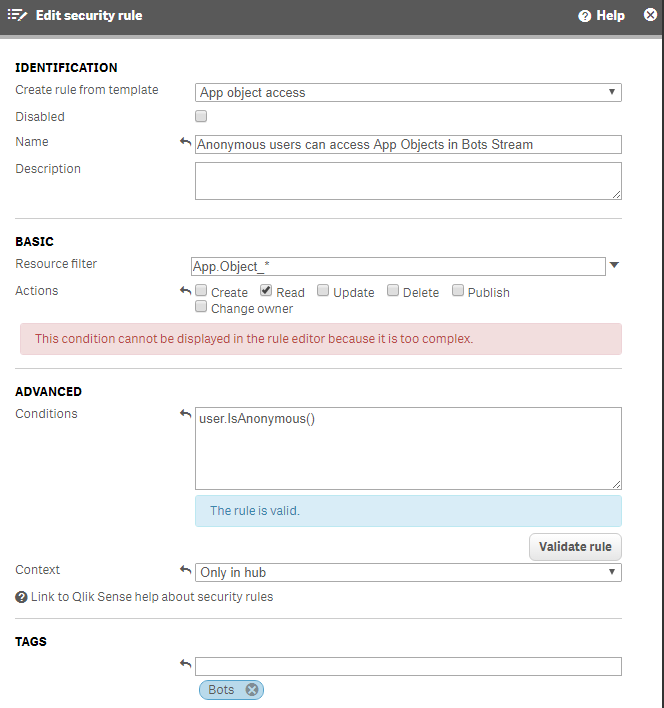 Edit security rule Help
IDENTIFICATION
Create rule from template App object access
Disabled
Name Anonymous users can access App Objects in Bots Stream
Description
BASIC
Resource filter App.Object_*
Actions Create Read Update Delete Publish
Change owner
This condition cannot be displayed in the rule editor because it is too complex.
ADVANCED
Conditions user.IsAnonymous()
The rule is valid.
Validate rule
Context Only in hub
Link to Qlik Sense help about security rules
TAGS
Bots